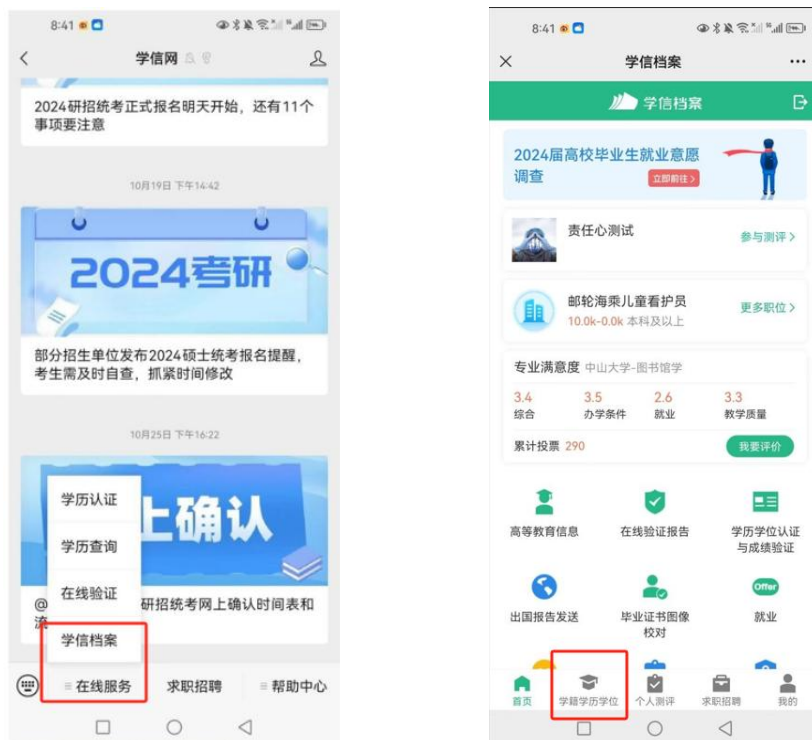 8:41
学信网
2024研招统考正式报名明天开始，还有11个
事项要注意
10月19日 下午14:42
2024考研
部分招生单位发布2024硕士统考报名提醒，
考生需及时自查，抓紧时间修改
10月25日 下午16:22
上确认
学历认证
学历查询
在线验证
学信档案
@
研招统考网上确认时间表和
流
在线服务
求职招聘
帮助中心
8:41
学信档案
学信档案
2024届高校毕业生就业意愿
调查
立即前往>
责任心测试
参与测评>
邮轮海乘儿童看护员
10.0k-0.0k 本科及以上
更多职位>
专业满意度 中山大学-图书馆学
3.4 3.5 2.6 3.3
综合 办学条件 就业 教学质量
累计投票 290
我要评价
高等教育信息
在线验证报告
学历学位认证
与成绩验证
出国报告发送
毕业证书图像
校对
Offer
就业
首页
学籍学历学位
个人测评
求职招聘
我的